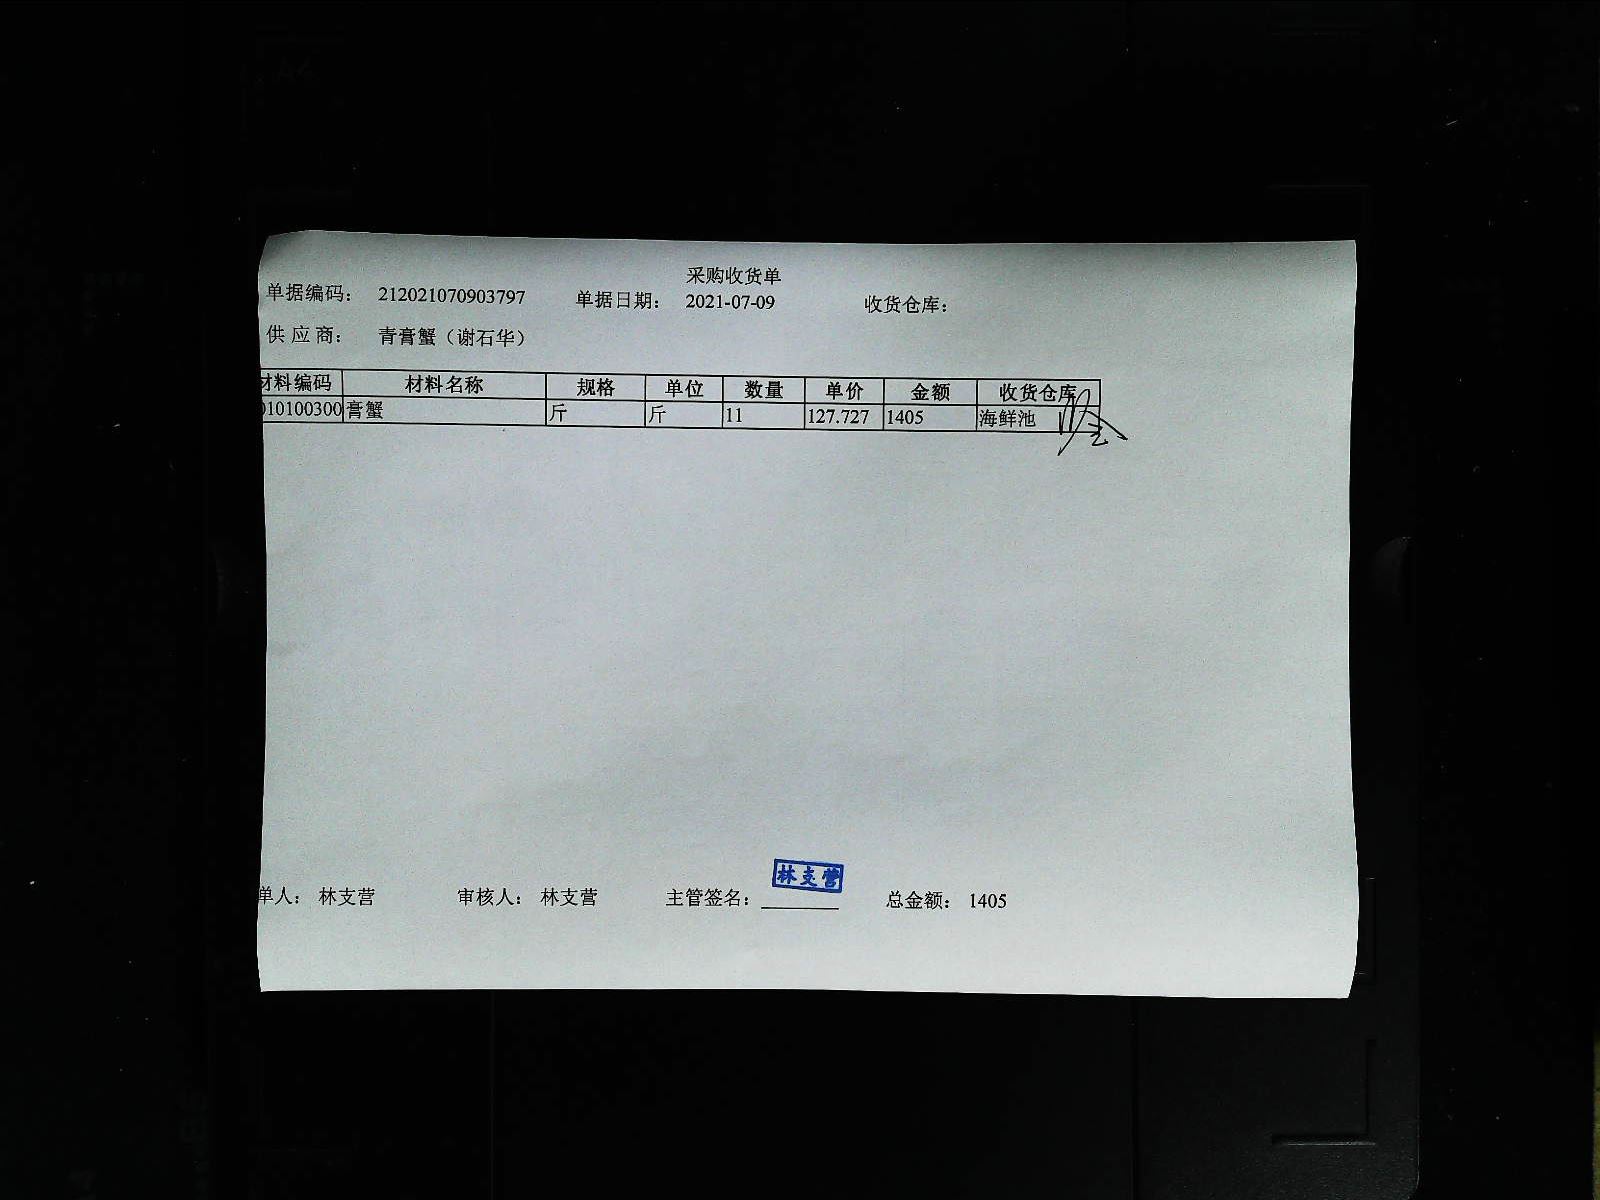 采购收货单
单据编码： 212021070903797 单据日期： 2021-07-09 收货仓库：
供 应 商： 青膏蟹（谢石华）
材料编码 材料名称 规格 单位 数量 单价 金额 收货仓库
010100300 膏蟹 斤 斤 11 127.727 1405 海鲜池
林支营
单人： 林支营 审核人： 林支营 主管签名： 总金额： 1405